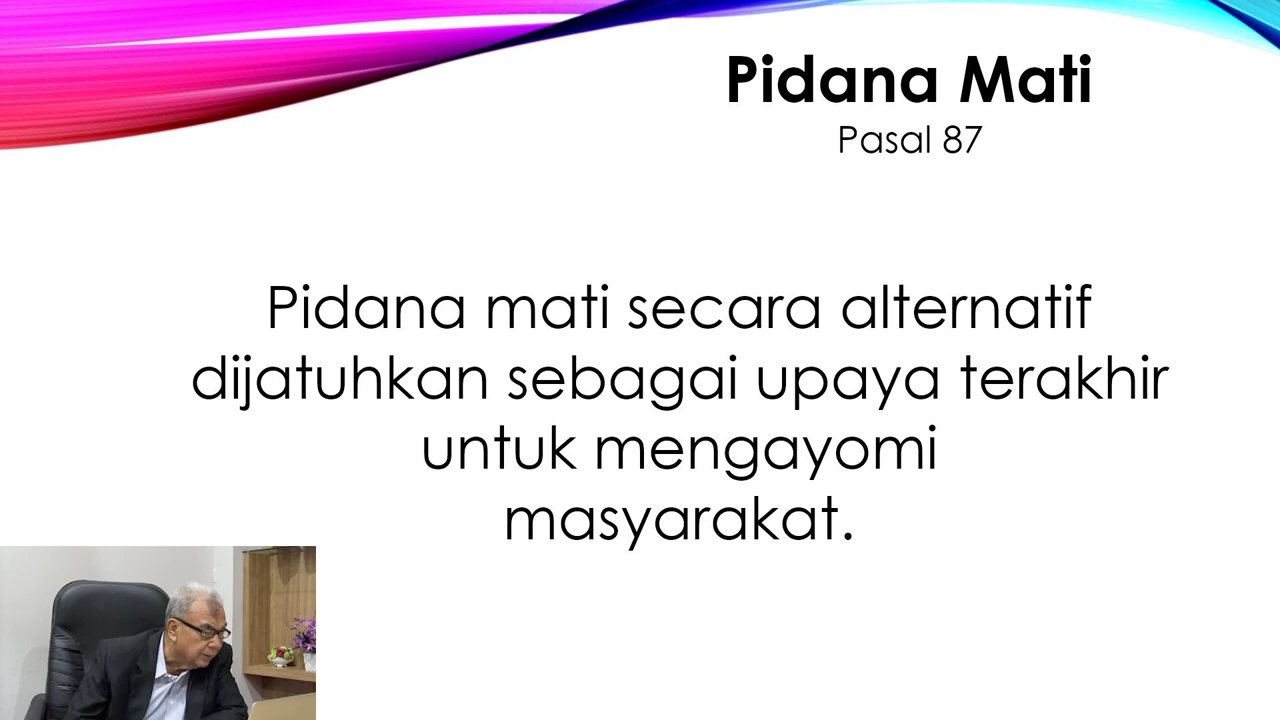 Pidana Mati
Pasal 87
Pidana mati secara alternatif
dijatuhkan sebagai upaya terakhir
untuk mengayomi
masyarakat.